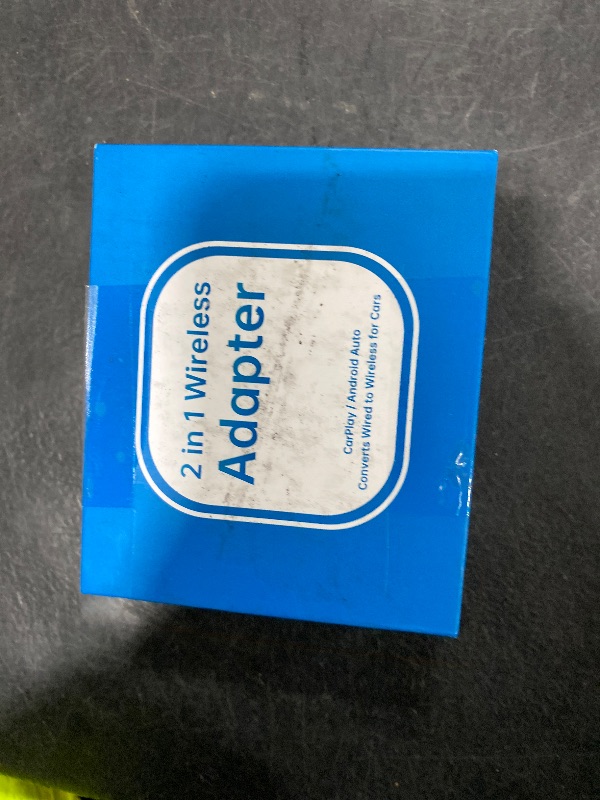 2 in 1 Wireless
Adapter
CarPlay / Android Auto
Converts Wired to Wireless for Cars